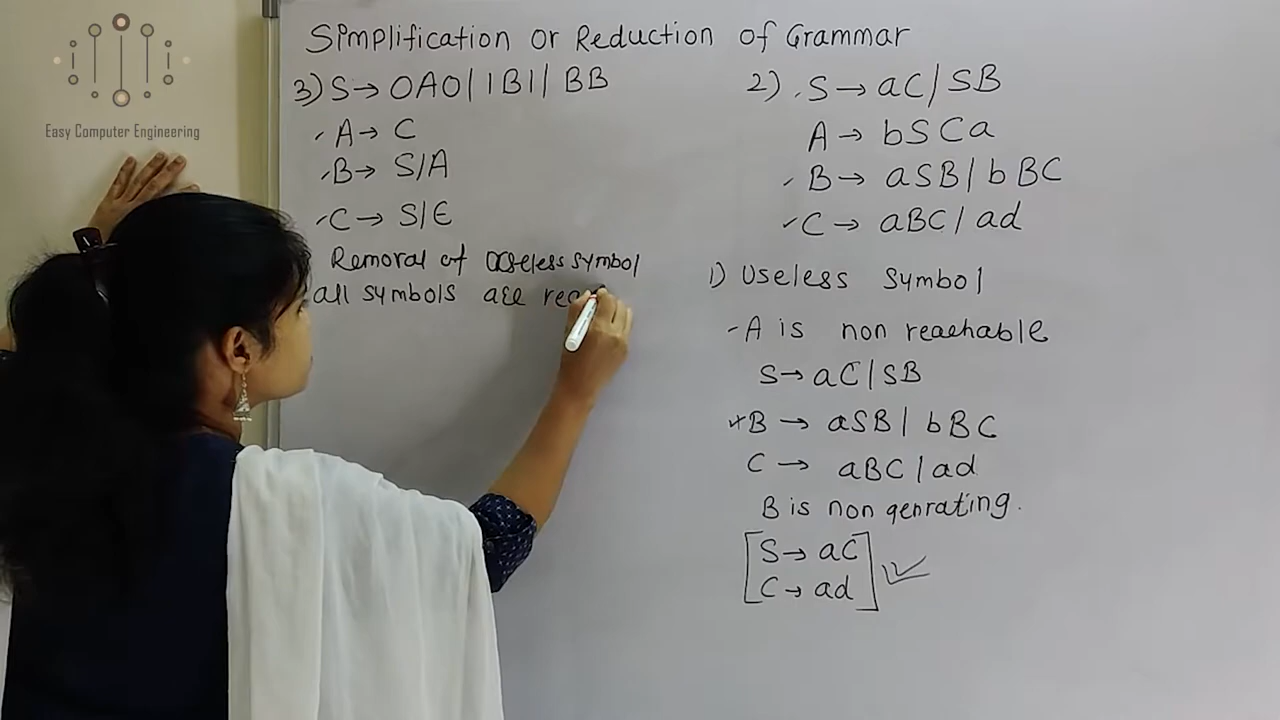 Simplification or Reduction of Grammar
3) S → 0A0 | 1B1 | BB
A → C
B → S/A
C → S/E
Removal of useless symbol
all symbols are reac
2) S → aC / SB
A → bSCa
B → aSB / bBC
C → aBC / ad
1) Useless symbol
- A is non reachable
S → aC | SB
B → aSB | bBC
C → aBC | ad
B is non genrating.
S → aC
C → ad
Easy Computer Engineering